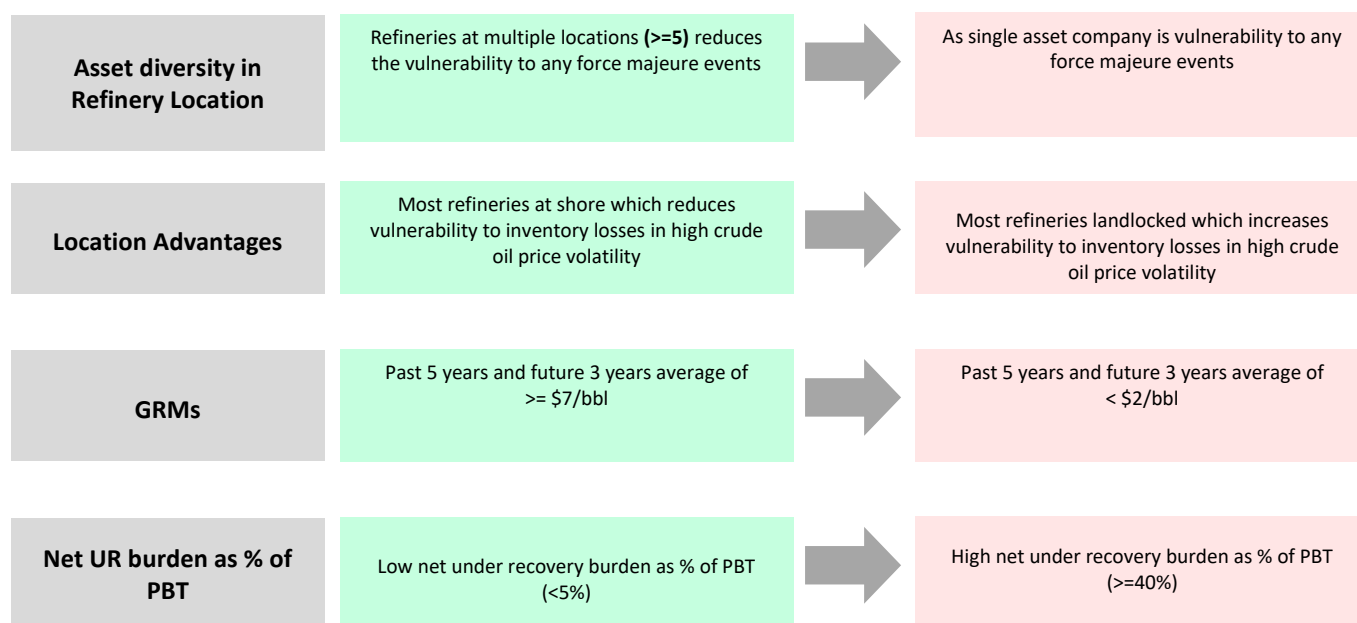 Asset diversity in
Refinery Location
Refineries at multiple locations (>=5) reduces
the vulnerability to any force majeure events
As single asset company is vulnerability to any
force majeure events
Location Advantages
Most refineries at shore which reduces
vulnerability to inventory losses in high crude
oil price volatility
Most refineries landlocked which increases
vulnerability to inventory losses in high crude
oil price volatility
GRMs
Past 5 years and future 3 years average of
>= $7/bbl
Past 5 years and future 3 years average of
< $2/bbl
Net UR burden as % of
PBT
Low net under recovery burden as % of PBT
(<5%)
High net under recovery burden as % of PBT
(>=40%)